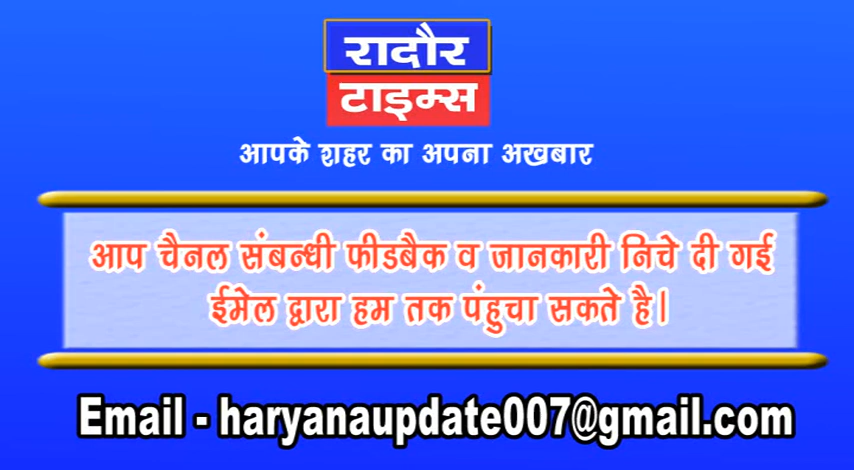 रादौर
टाइम्स
आपके शहर का अपना अखबार
आप चैनल संबन्धी फीडबैक व जानकारी निचे दी गई
ईमेल द्वारा हम तक पंहुचा सकते है।
Email - haryanaupdate007@gmail.com